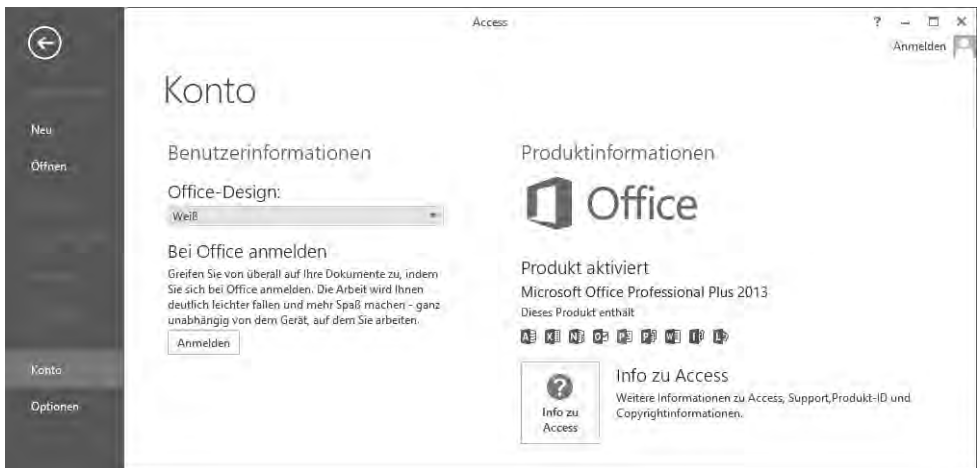 Access
?
Anmelden
Neu
Öffnen
Konto
Optionen
Konto
Benutzerinformationen
Office-Design:
Weiß
Bei Office anmelden
Greifen Sie von überall auf Ihre Dokumente zu, indem
Sie sich bei Office anmelden. Die Arbeit wird Ihnen
deutlich leichter fallen und mehr Spaß machen - ganz
unabhängig von dem Gerät, auf dem Sie arbeiten.
Anmelden
Produktinformationen
Office
Produkt aktiviert
Microsoft Office Professional Plus 2013
Dieses Produkt enthält
?
Info zu
Access
Info zu Access
Weitere Informationen zu Access, Support,Produkt-ID und
Copyrightinformationen.